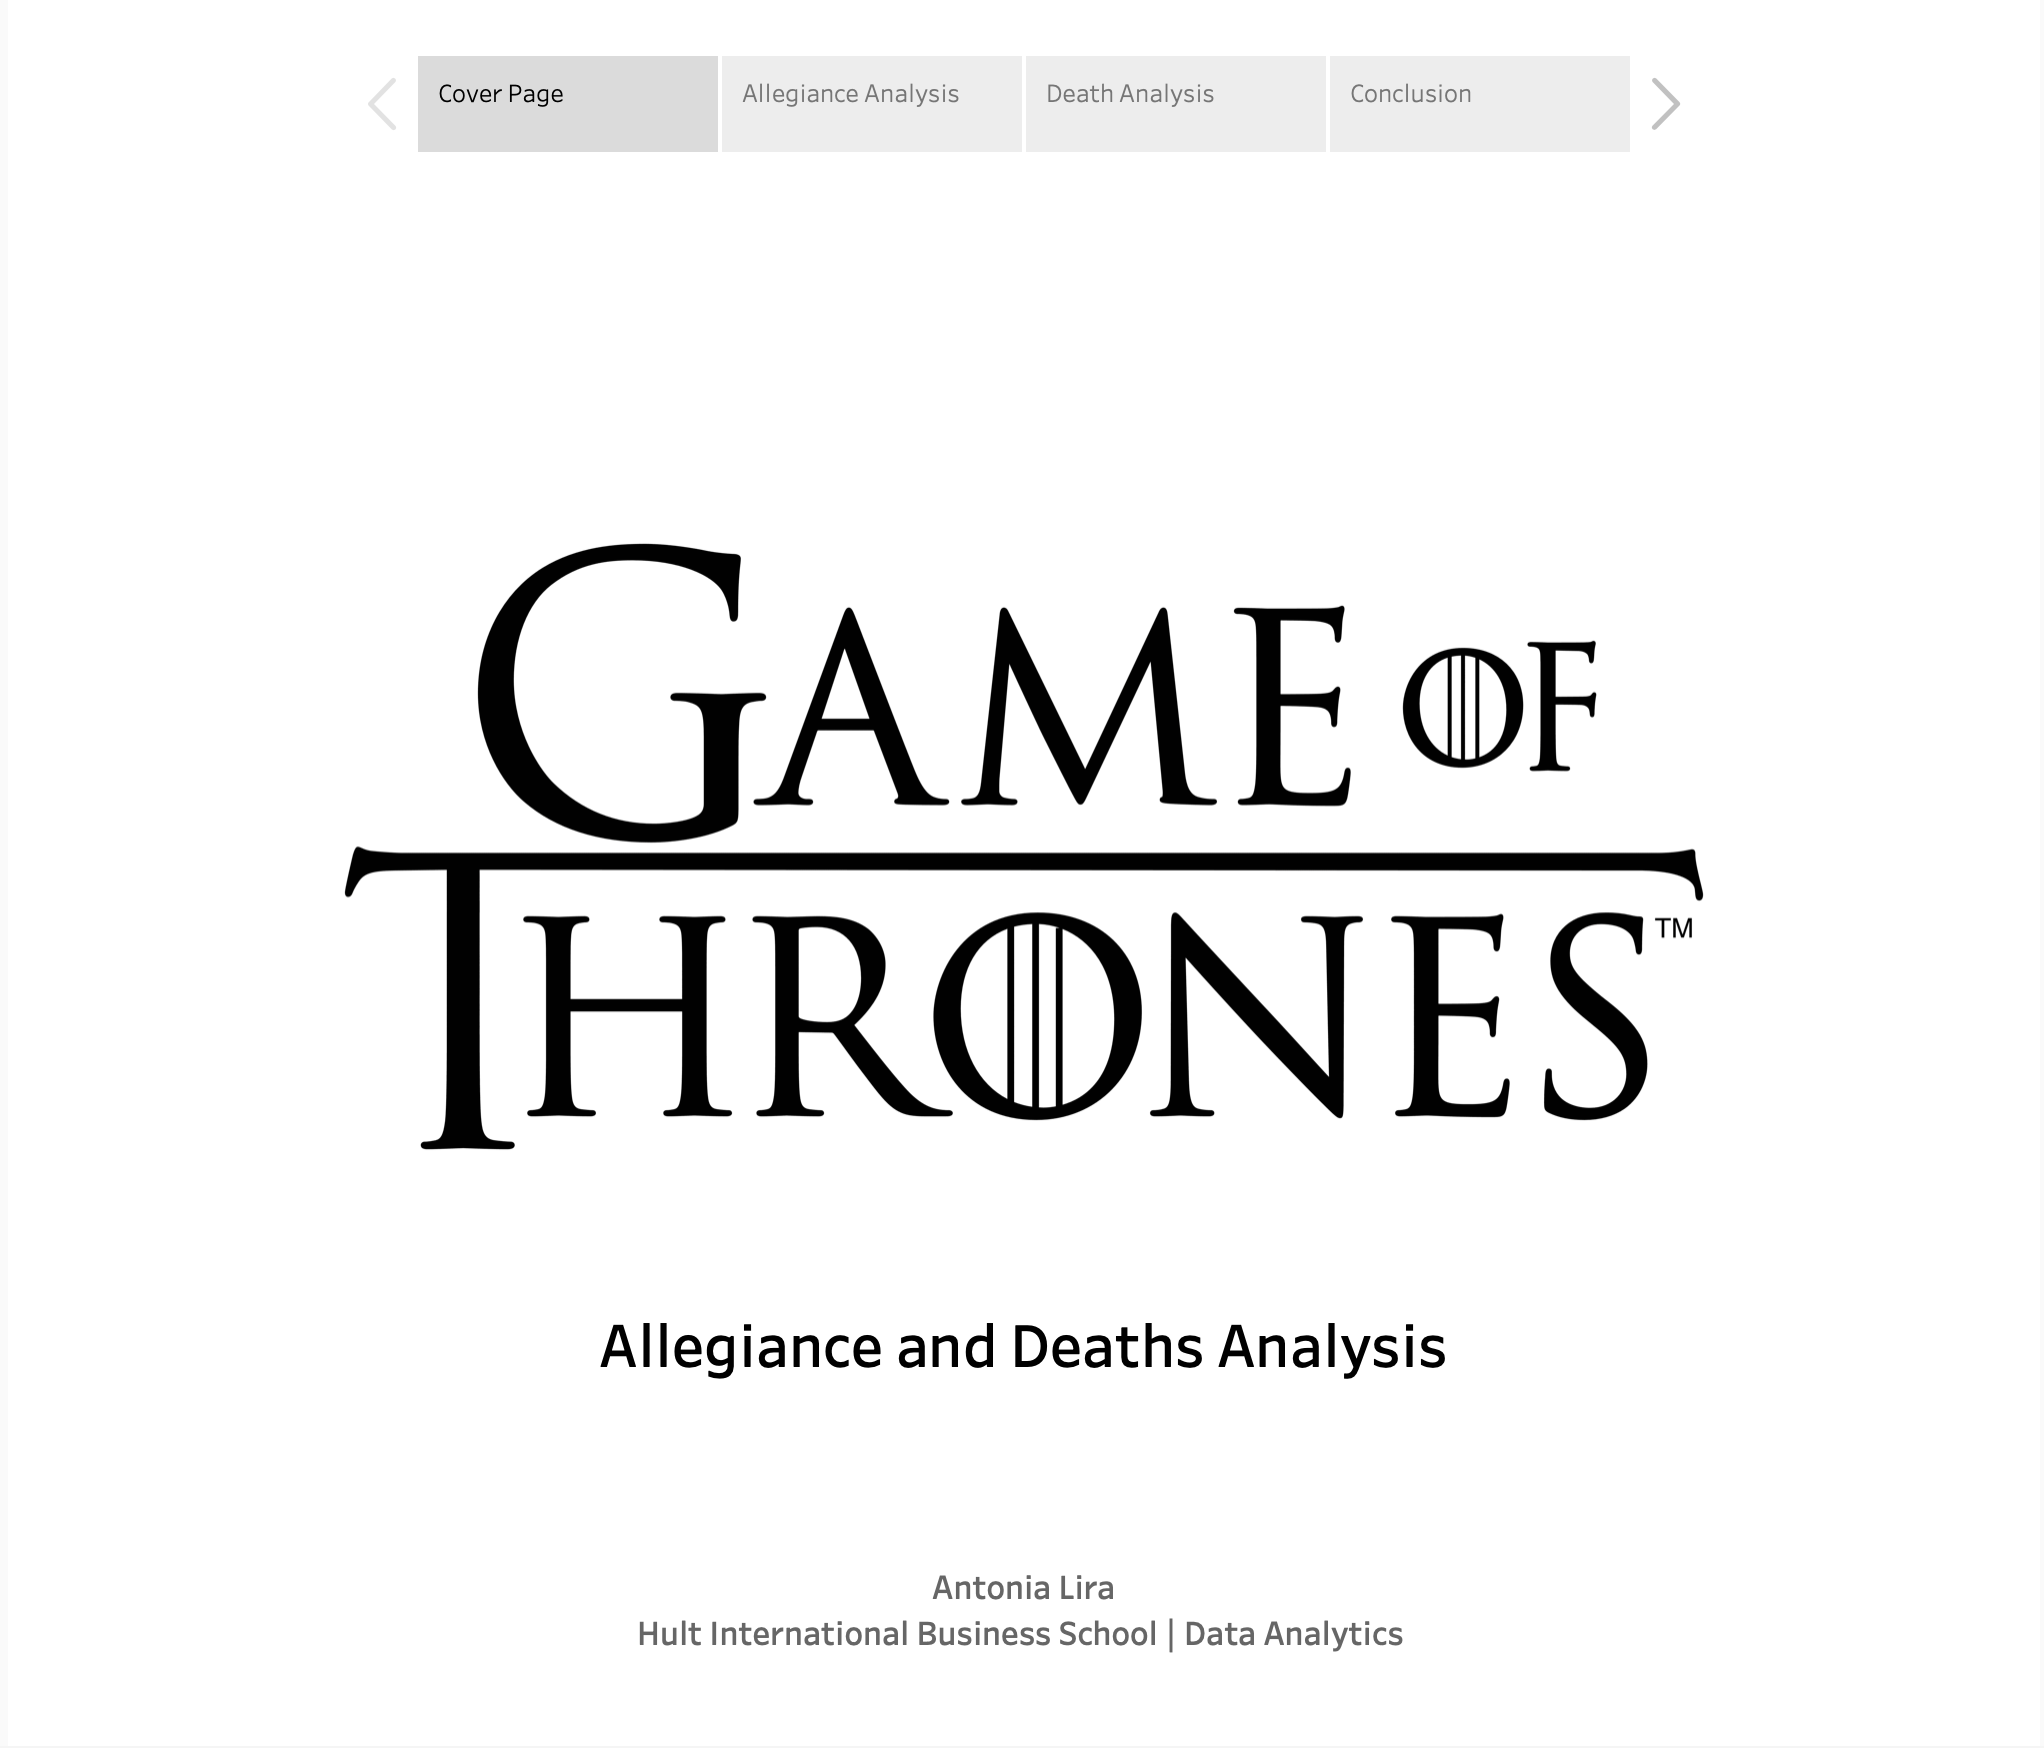 Cover Page
Allegiance Analysis
Death Analysis
Conclusion
GAME OF
THRONES™
Allegiance and Deaths Analysis
Antonia Lira
Hult International Business School | Data Analytics